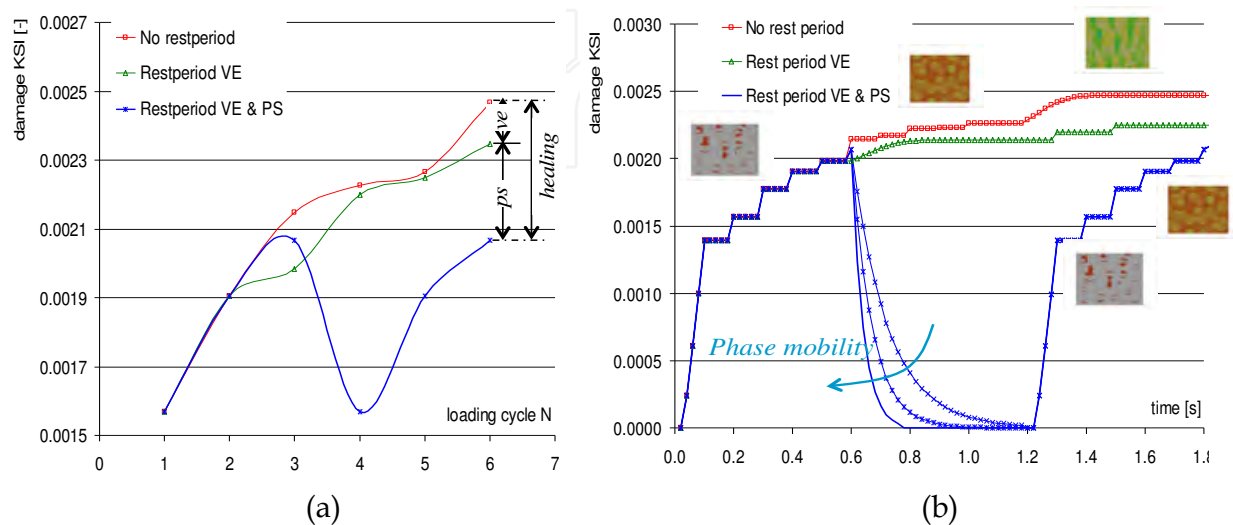 damage KSI [-]
0.0027
0.0025
0.0023
0.0021
0.0019
0.0017
0.0015
No restperiod
Restperiod VE
Restperiod VE & PS
ve
ps
healing
loading cycle N
0 1 2 3 4 5 6 7
(a)
damage KSI
0.0030
0.0025
0.0020
0.0015
0.0010
0.0005
0.0000
No rest period
Rest period VE
Rest period VE & PS
Phase mobility
time [s]
0.0 0.2 0.4 0.6 0.8 1.0 1.2 1.4 1.6 1.8
(b)